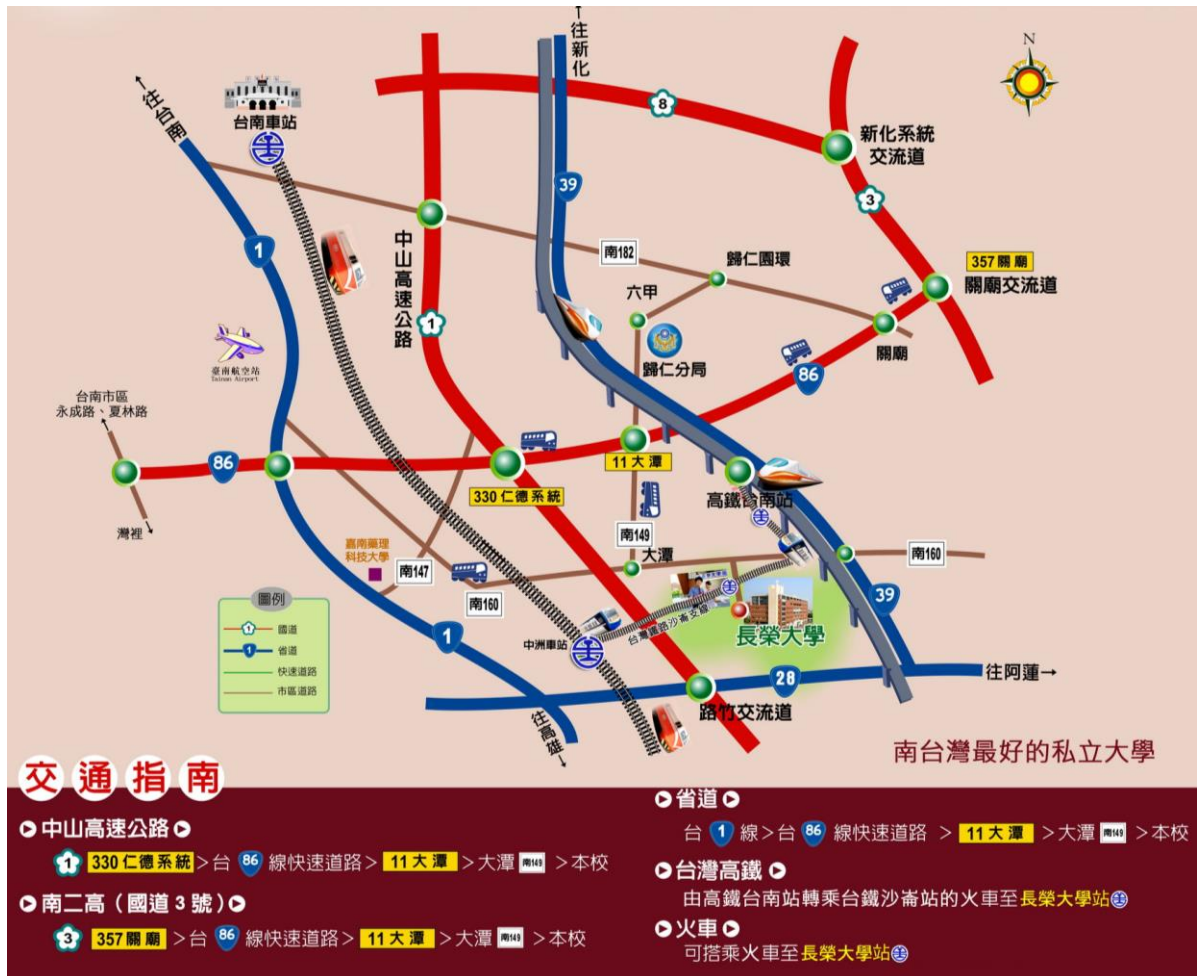 往新化
N
往台南
台南車站
8
新化系統
交流道
39
3
1
中山高速公路
南182
歸仁園環
357關廟
關廟交流道
六甲
1
歸仁分局
關廟
臺南航空站
Tainan Airport
86
台南市區
永成路、夏林路
86
330仁德系統
11大潭
高鐵台南站
灣裡
嘉南藥理
科技大學
南147
南160
南149
大潭
南160
圖例
1 國道
1 省道
快速道路
市區道路
1
中洲車站
台灣鐵路沙崙支線
長榮大學
39
28
往阿蓮
路竹交流道
往高雄
南台灣最好的私立大學
交通指南
中山高速公路
1 330仁德系統>台86線快速道路>11大潭>大潭南149>本校
南二高(國道3號)
3 357關廟>台86線快速道路>11大潭>大潭南149>本校
省道
台1線>台86線快速道路>11大潭>大潭南149>本校
台灣高鐵
由高鐵台南站轉乘台鐵沙崙站的火車至長榮大學站
火車
可搭乘火車至長榮大學站